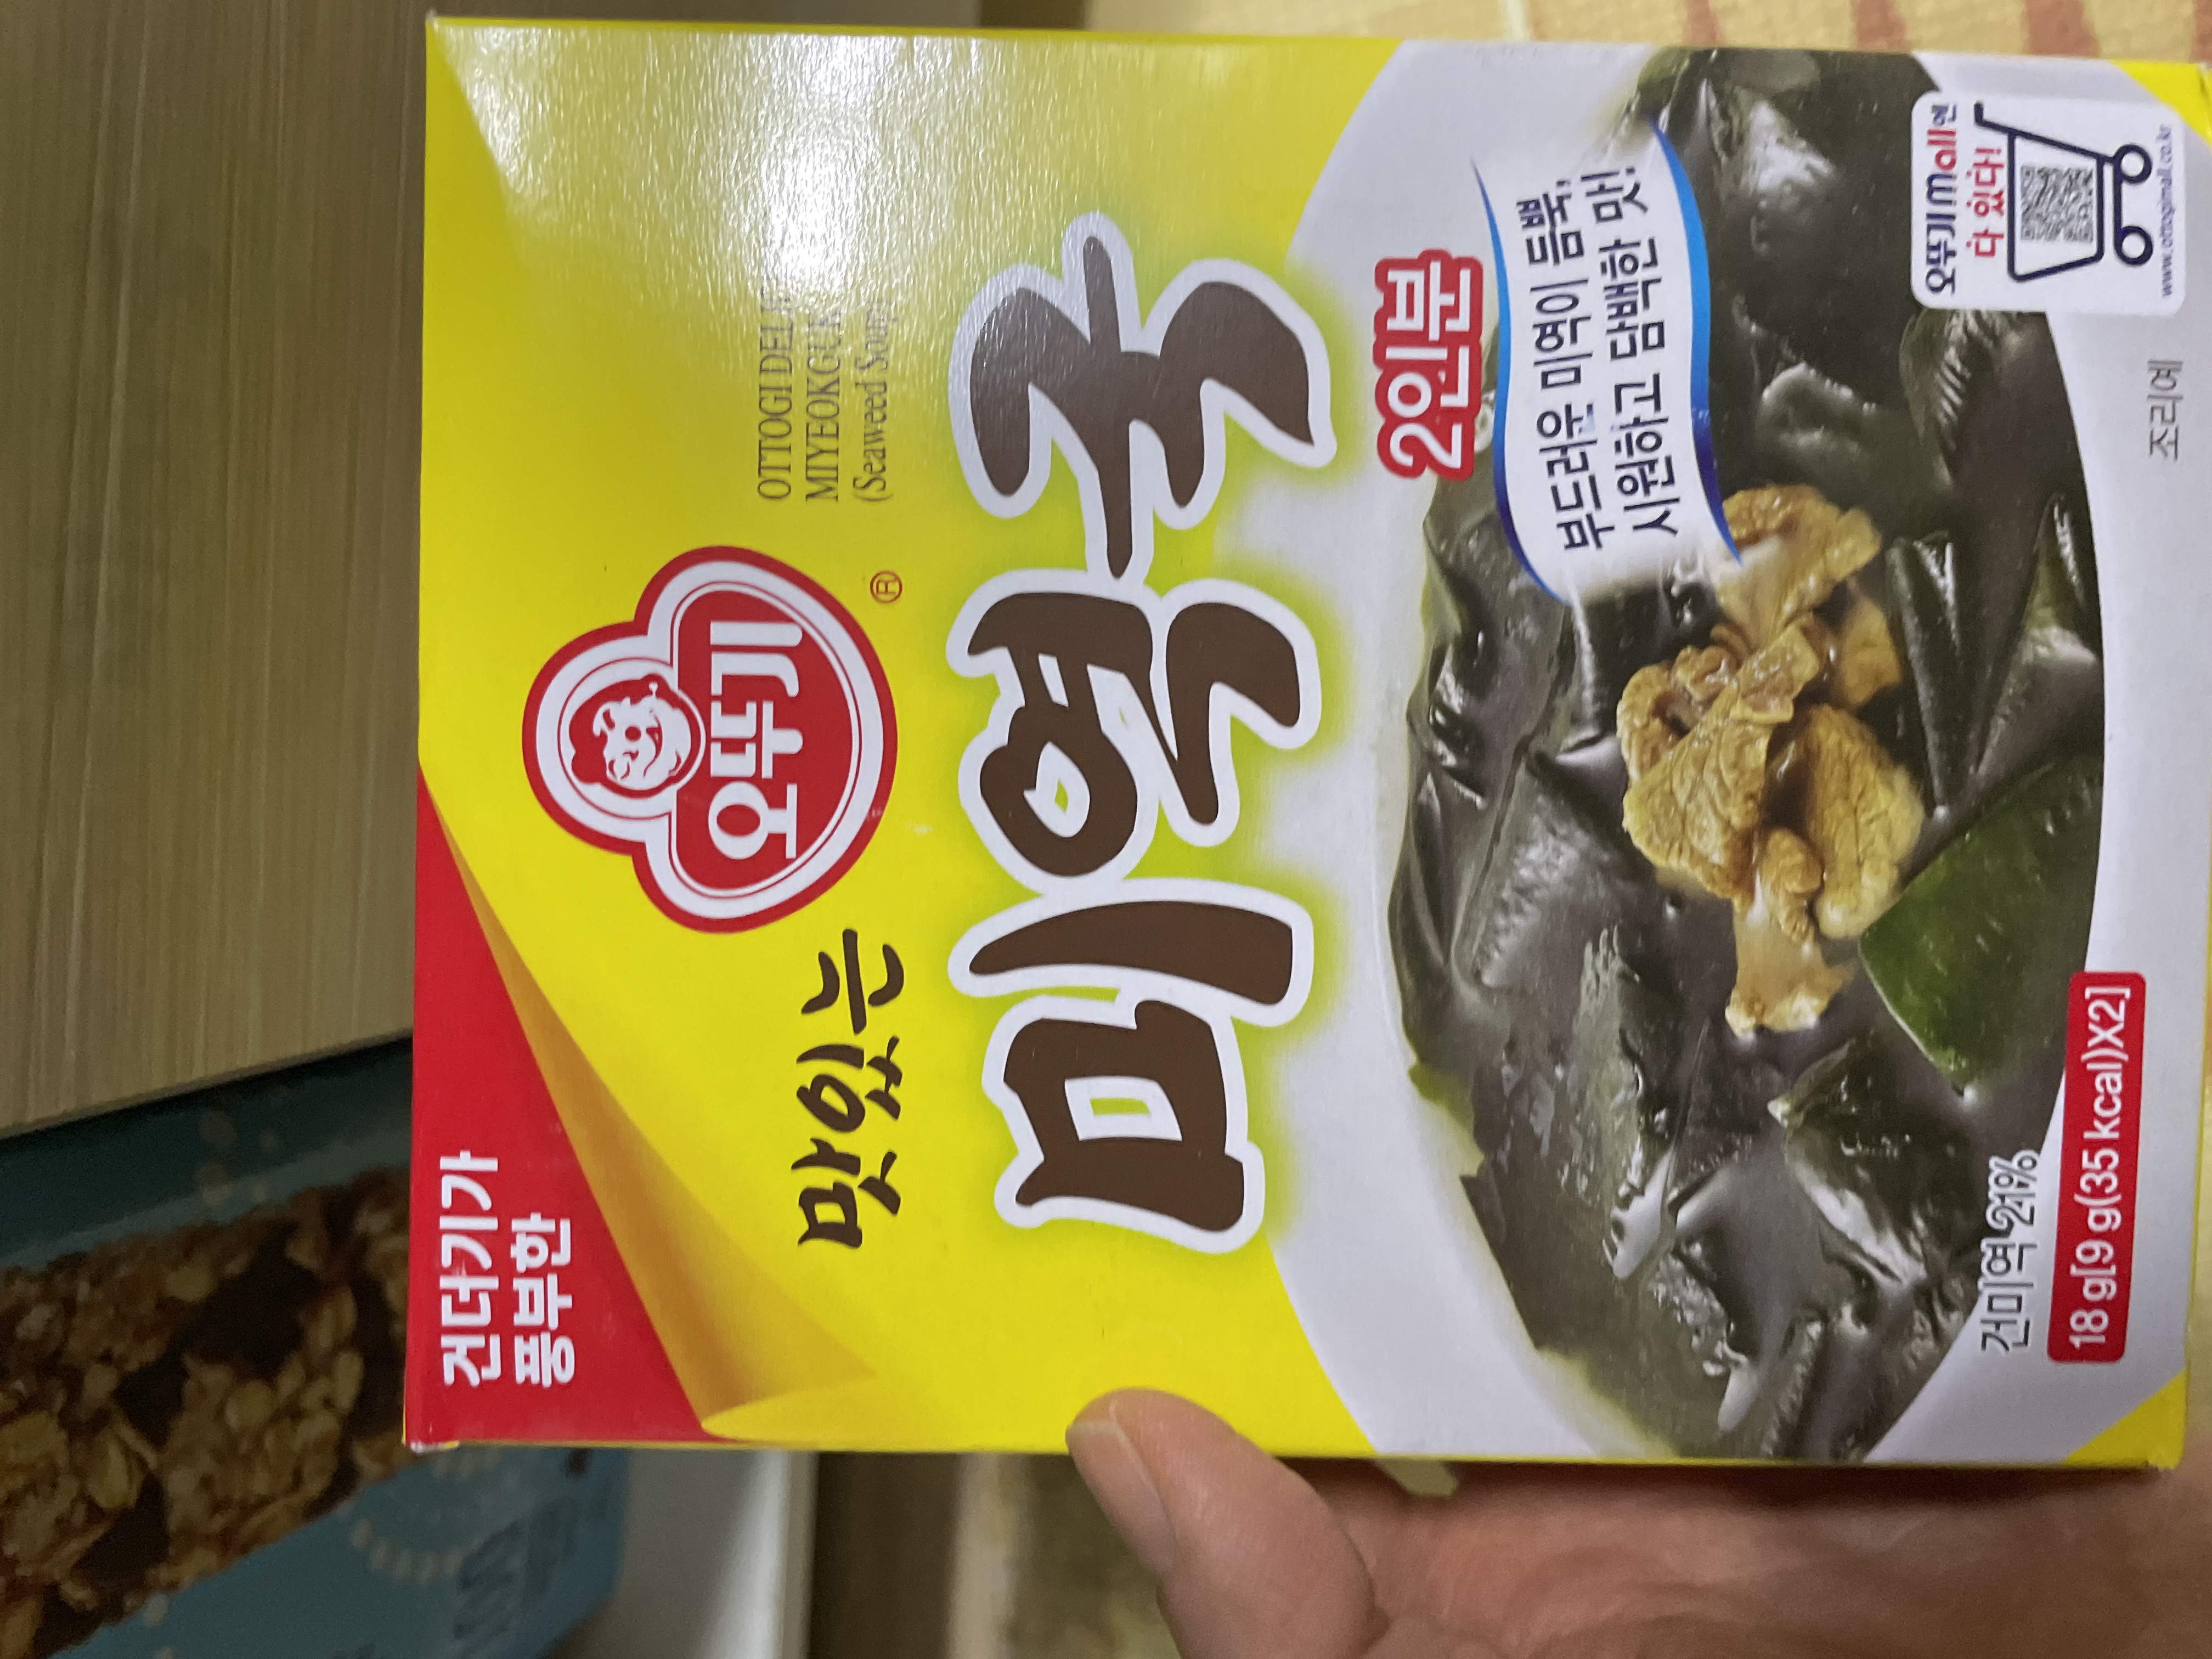 건더기가
풍부한
오뚜기
®
맛있는
OTTOGI
MIYEOKGUK
(Seaweed Soup)
미역국
2인분
부드러운 미역이 듬뿍,
시원하고 담백한 맛!
건미역 21%
18 g[9 g(35 kcal)X2]
조리예
오뚜기mall엔
다 있다!
www.ottogimall.co.kr